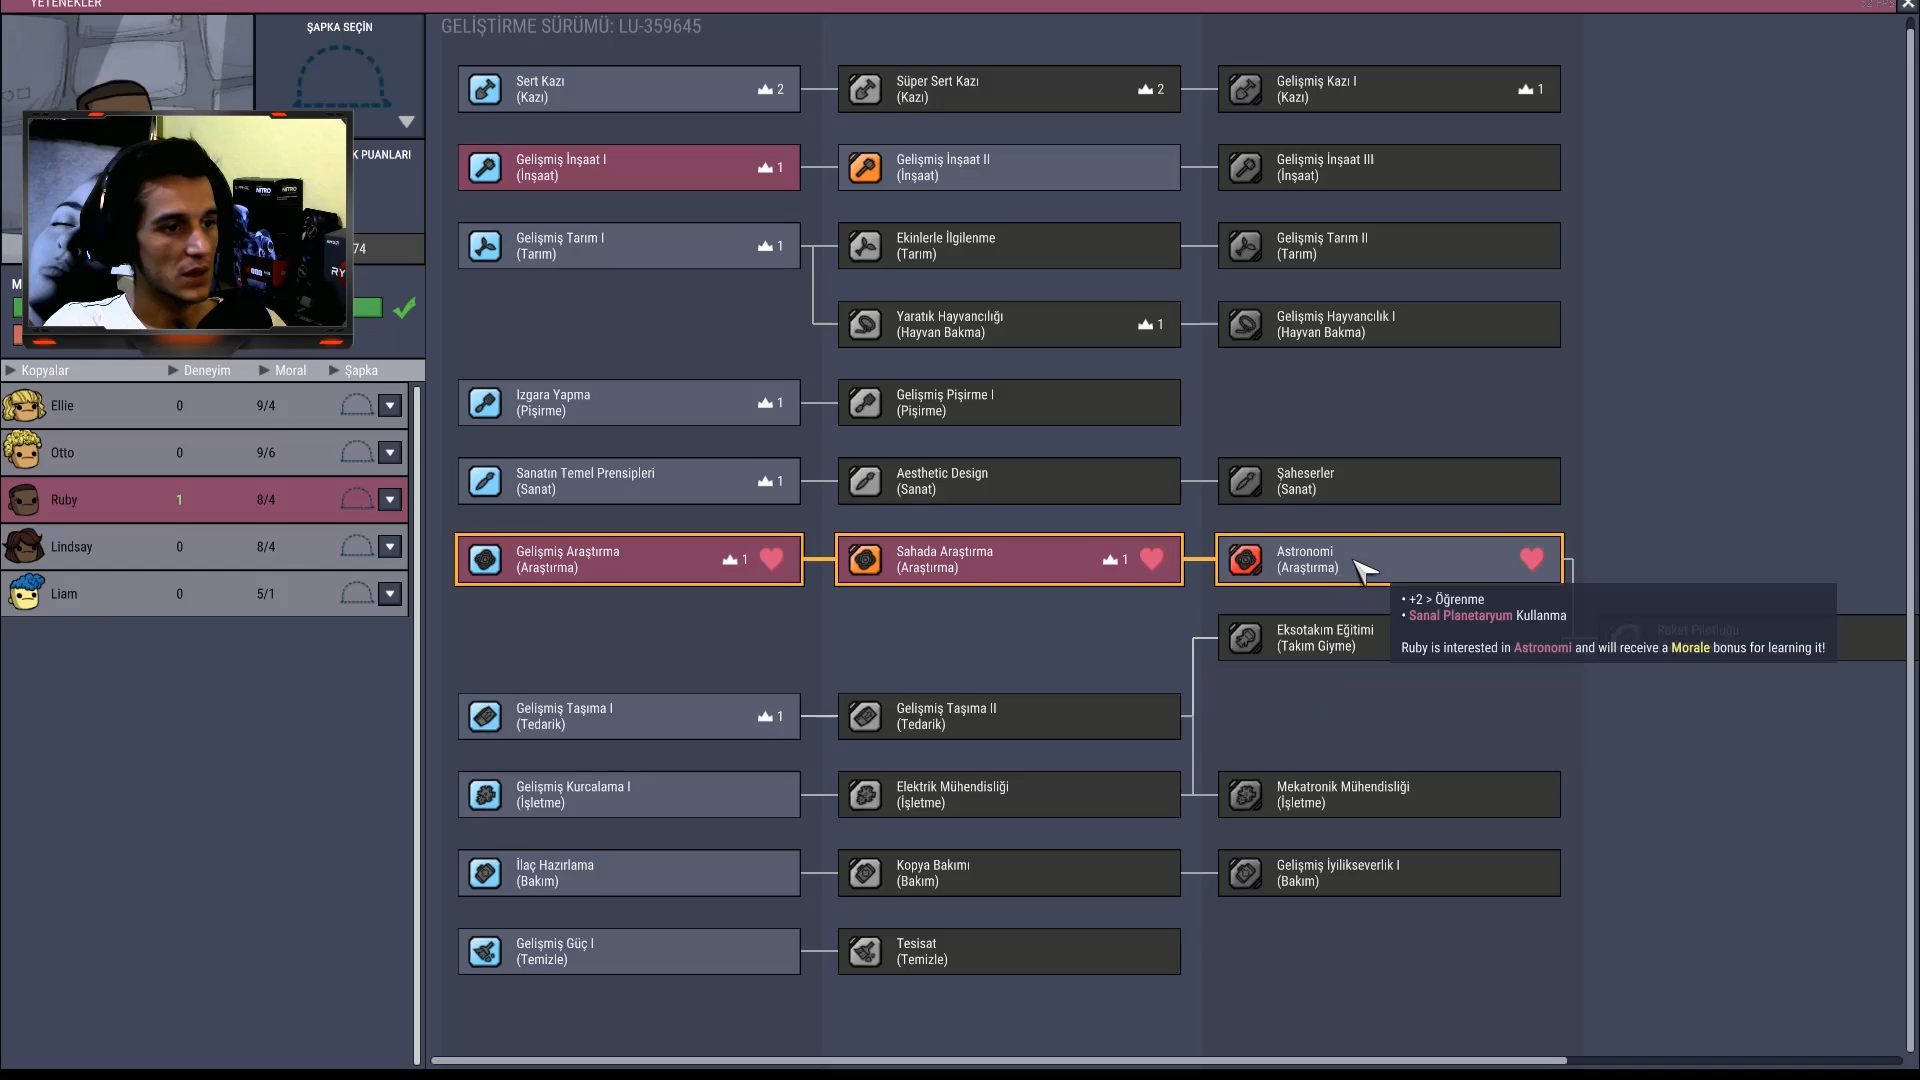 YETENEKLER
ŞAPKA SEÇİN
GELİŞTİRME SÜRÜMÜ: LU-359645
K PUANLARI
74
M
Kopyalar Deneyim Moral Şapka
Ellie 0 9/4
Otto 0 9/6
Ruby 1 8/4
Lindsay 0 8/4
Liam 0 5/1
Sert Kazı
(Kazı)
2
Süper Sert Kazı
(Kazı)
2
Gelişmiş Kazı I
(Kazı)
1
Gelişmiş İnşaat I
(İnşaat)
1
Gelişmiş İnşaat II
(İnşaat)
Gelişmiş İnşaat III
(İnşaat)
Gelişmiş Tarım I
(Tarım)
1
Ekinlerle İlgilenme
(Tarım)
Gelişmiş Tarım II
(Tarım)
Yaratık Hayvancılığı
(Hayvan Bakma)
1
Gelişmiş Hayvancılık I
(Hayvan Bakma)
Izgara Yapma
(Pişirme)
1
Gelişmiş Pişirme I
(Pişirme)
Sanatın Temel Prensipleri
(Sanat)
1
Aesthetic Design
(Sanat)
Şaheserler
(Sanat)
Gelişmiş Araştırma
(Araştırma)
1
Sahada Araştırma
(Araştırma)
1
Astronomi
(Araştırma)
• +2 > Öğrenme
• Sanal Planetaryum Kullanma
Ruby is interested in Astronomi and will receive a Morale bonus for learning it!
Eksotakım Eğitimi
(Takım Giyme)
Roket Pilotluğu
Gelişmiş Taşıma I
(Tedarik)
1
Gelişmiş Taşıma II
(Tedarik)
Gelişmiş Kurcalama I
(İşletme)
Elektrik Mühendisliği
(İşletme)
Mekatronik Mühendisliği
(İşletme)
İlaç Hazırlama
(Bakım)
Kopya Bakımı
(Bakım)
Gelişmiş İyilikseverlik I
(Bakım)
Gelişmiş Güç I
(Temizle)
Tesisat
(Temizle)
NITRO
NITRO
RY